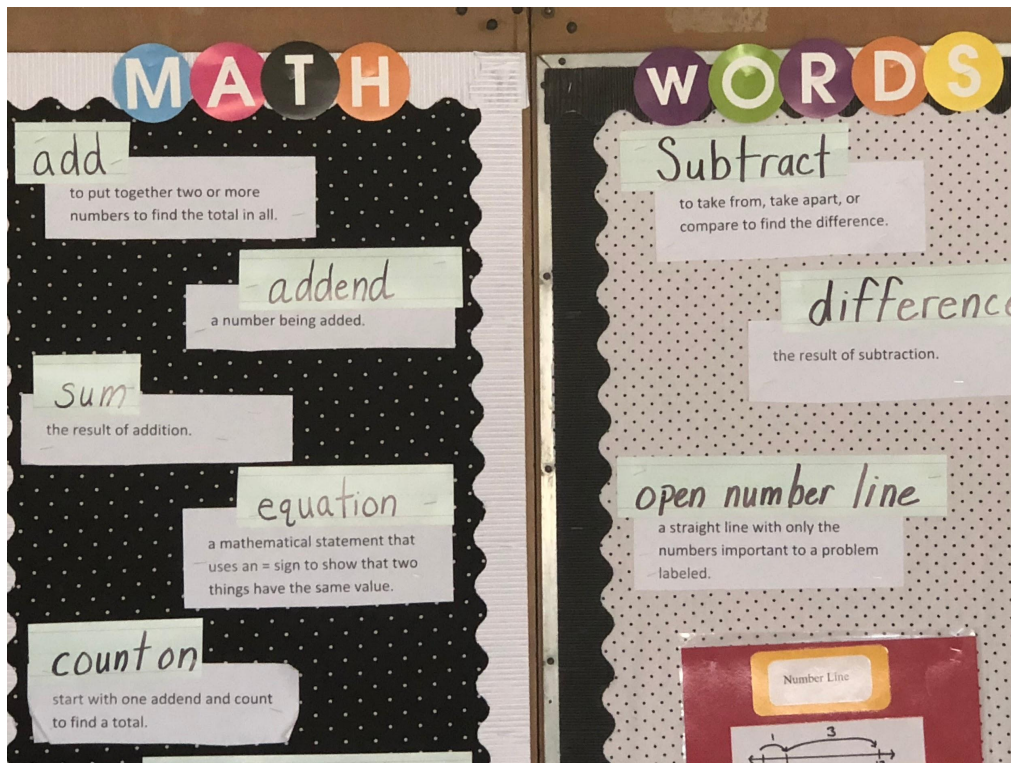 MATH
add
to put together two or more
numbers to find the total in all.
addend
a number being added.
sum
the result of addition.
equation
a mathematical statement that
uses an = sign to show that two
things have the same value.
count on
start with one addend and count
to find a total.
WORDS
Subtract
to take from, take apart, or
compare to find the difference.
difference
the result of subtraction.
open number line
a straight line with only the
numbers important to a problem
labeled.
Number Line
1 3